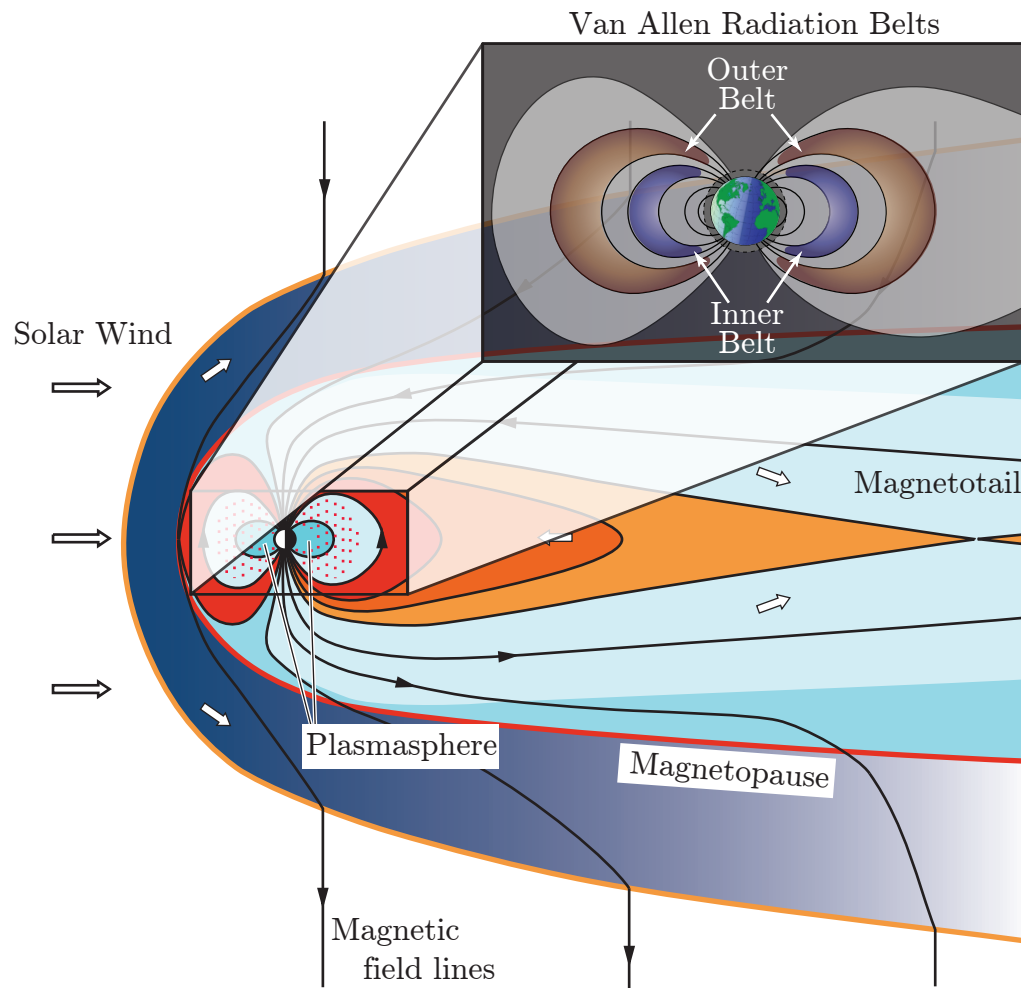 Van Allen Radiation Belts
Outer
Belt
Inner
Belt
Solar Wind
Magnetotail
Plasmasphere
Magnetopause
Magnetic
field lines